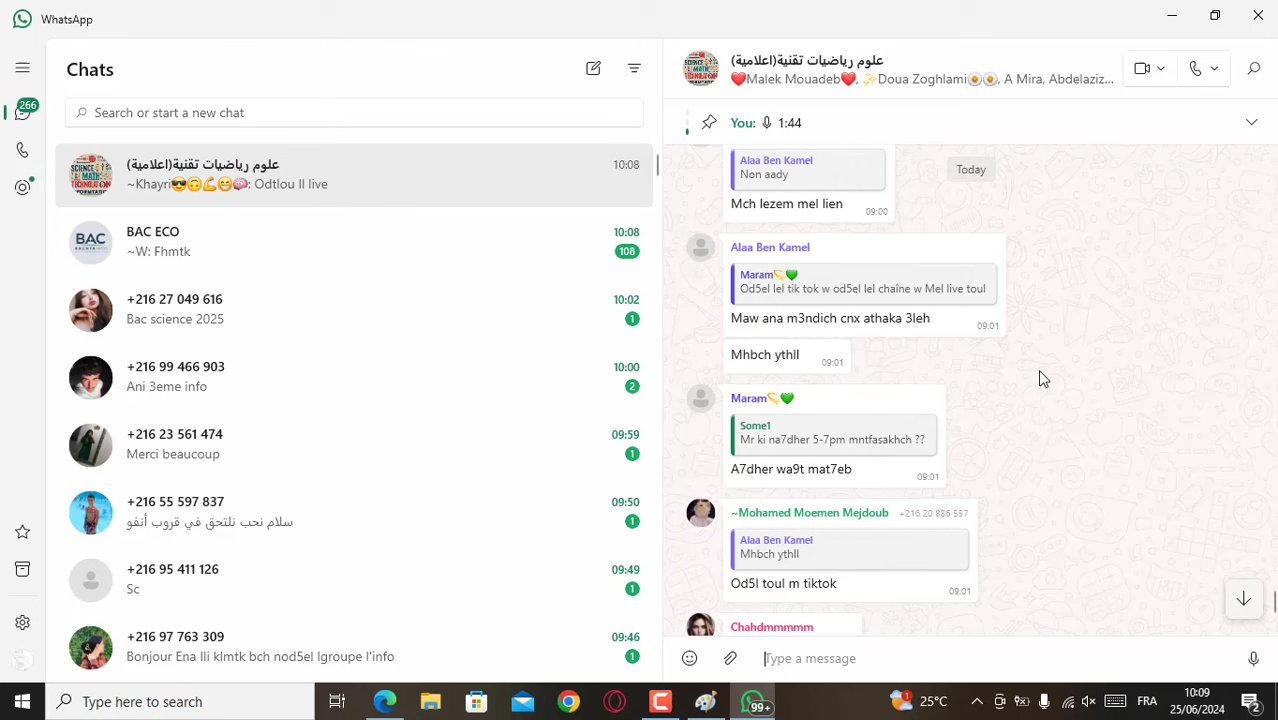 WhatsApp
Chats
266
Search or start a new chat
علوم رياضيات تقنية(اعلامية)
10:08
~Khayri😎🙃💪😁🧠: Odtlou ll live
BAC ECO
10:08
~W: Fhmtk
108
+216 27 049 616
10:02
Bac science 2025
1
+216 99 466 903
10:00
Ani 3eme info
2
+216 23 561 474
09:59
Merci beaucoup
1
+216 55 597 837
09:50
سلام نحب نلتحق في قروب أنفو
1
+216 95 411 126
09:49
Sc
1
+216 97 763 309
09:46
Bonjour Ena lli klmtk bch nod5el lgroupe l'info
1
علوم رياضيات تقنية(اعلامية)
❤️Malek Mouadeb❤️, ✨Doua Zoghlami🍳🍳, A Mira, Abdelaziz...
You: 1:44
Today
Alaa Ben Kamel
Non aady
Mch lezem mel lien
09:00
Alaa Ben Kamel
Maram💫💚
Od5el lel tik tok w od5el lel chaîne w Mel live toul
Maw ana m3ndich cnx athaka 3leh
09:01
Mhbch ythll
09:01
Maram💫💚
Some1
Mr ki na7dher 5-7pm mntfasakhch ??
A7dher wa9t mat7eb
09:01
~Mohamed Moemen Mejdoub +216 20 886 557
Alaa Ben Kamel
Mhbch ythll
Od5l toul m tiktok
09:01
Chahdmmmmm
Type a message
Type here to search
99+
25°C
FRA
10:09
25/06/2024
2